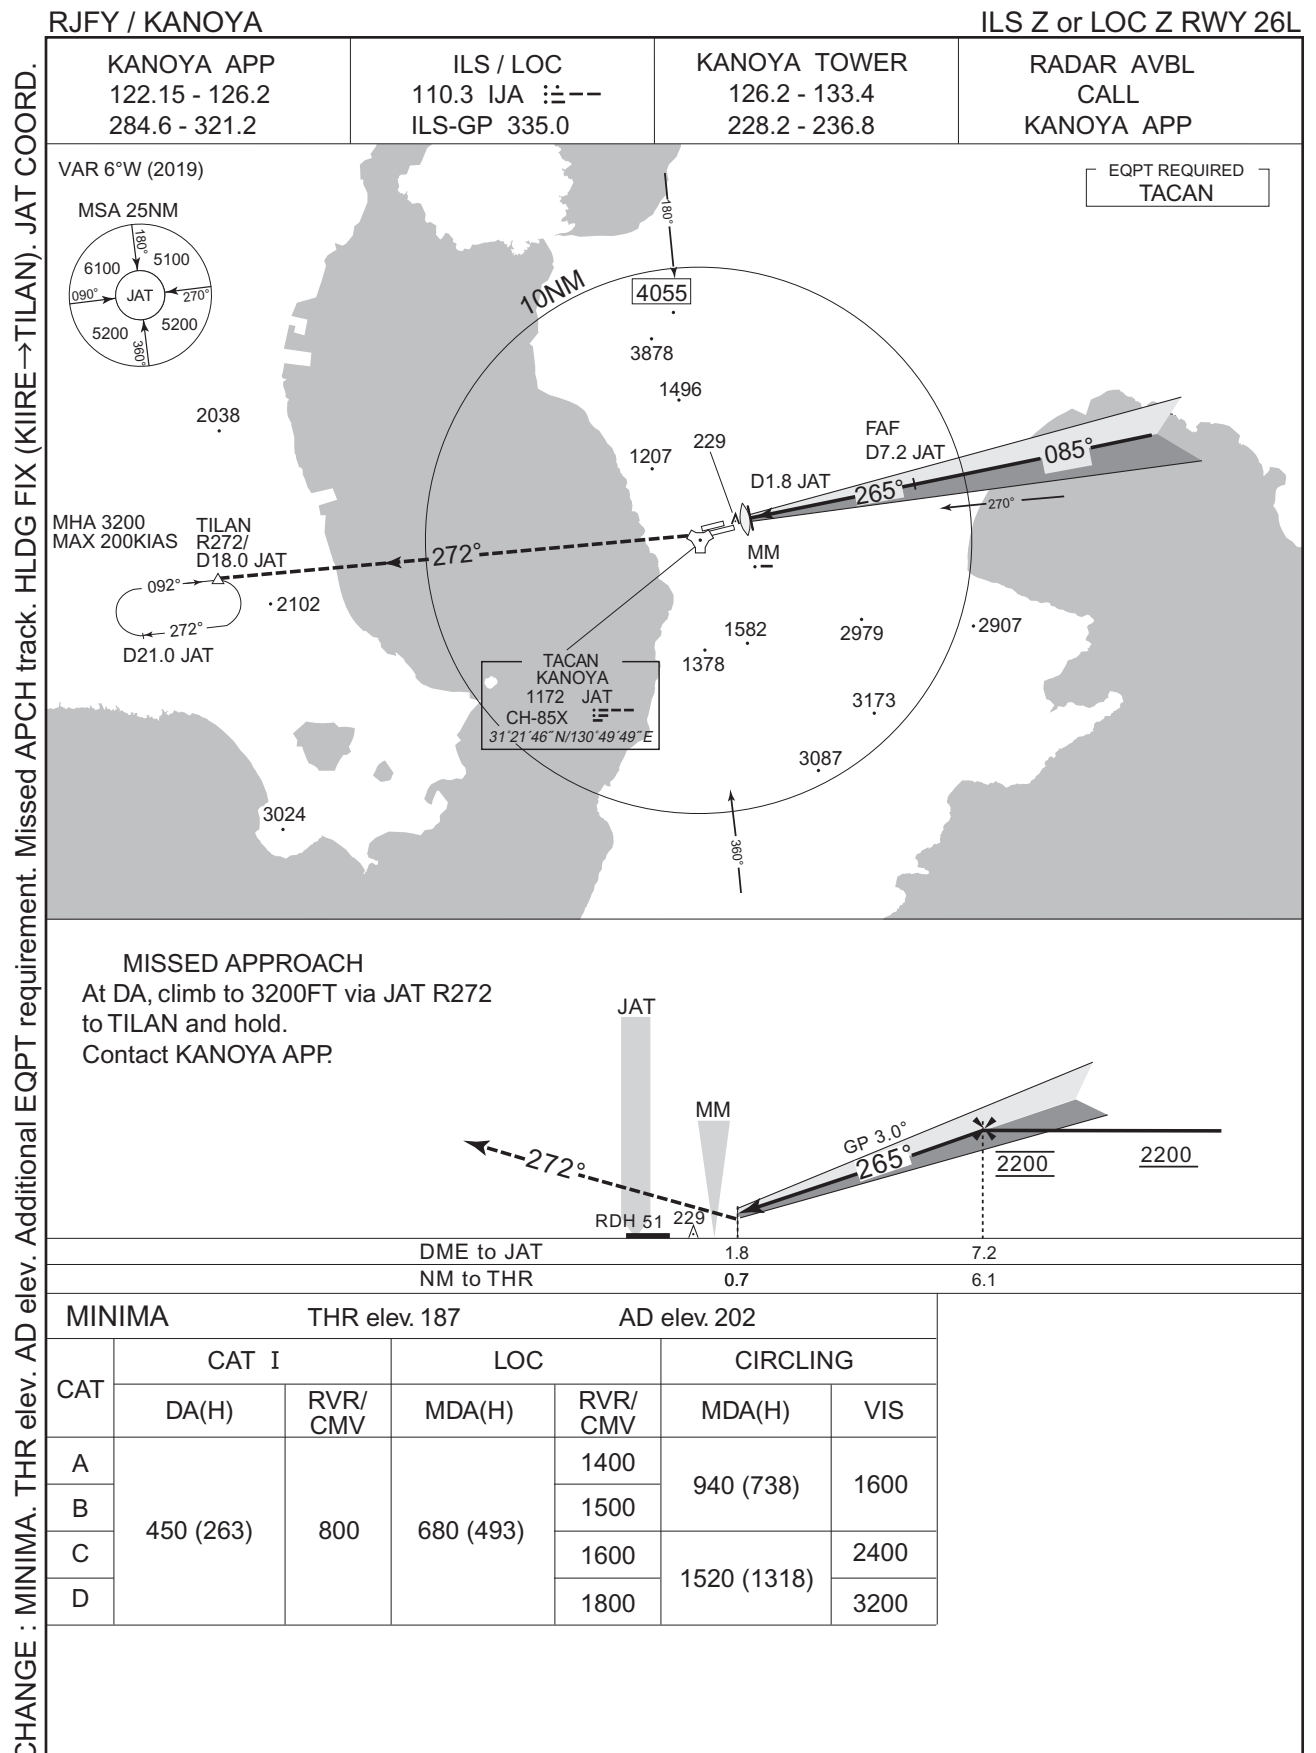 RJFY / KANOYA
ILS Z or LOC Z RWY 26L
KANOYA APP
122.15 - 126.2
284.6 - 321.2
ILS / LOC
110.3 IJA
ILS-GP 335.0
KANOYA TOWER
126.2 - 133.4
228.2 - 236.8
RADAR AVBL
CALL
KANOYA APP
CHANGE : MINIMA. THR elev. AD elev. Additional EQPT requirement. Missed APCH track. HLDG FIX (KIIRE→TILAN). JAT COORD.
VAR 6°W (2019)
MSA 25NM
180°
6100
5100
090°
JAT
270°
5200
5200
360°
EQPT REQUIRED
TACAN
180°
10NM
4055
3878
1496
2038
229
1207
FAF
D7.2 JAT
D1.8 JAT
085°
265°
270°
MHA 3200
MAX 200KIAS
TILAN
R272/
D18.0 JAT
272°
MM
092°
272°
D21.0 JAT
2102
1582
1378
2979
2907
TACAN
KANOYA
1172 JAT
CH-85X
31°21´46˝N/130°49´49˝E
3173
3087
3024
360°
MISSED APPROACH
At DA, climb to 3200FT via JAT R272
to TILAN and hold.
Contact KANOYA APP.
JAT
MM
GP 3.0°
265°
272°
2200
2200
RDH 51
229
DME to JAT 1.8 7.2
NM to THR 0.7 6.1
MINIMA THR elev. 187 AD elev. 202
CAT
CAT I
LOC
CIRCLING
DA(H)
RVR/
CMV
MDA(H)
RVR/
CMV
MDA(H)
VIS
A
B
C
D
450 (263)
800
680 (493)
1400
1500
1600
1800
940 (738)
1520 (1318)
1600
2400
3200